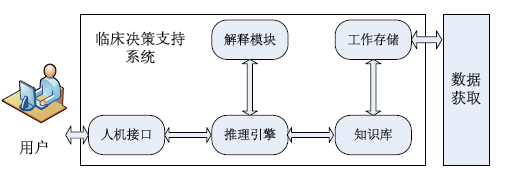 临床决策支持
系统
解释模块
工作存储
数据
获取
用户
人机接口
推理引擎
知识库